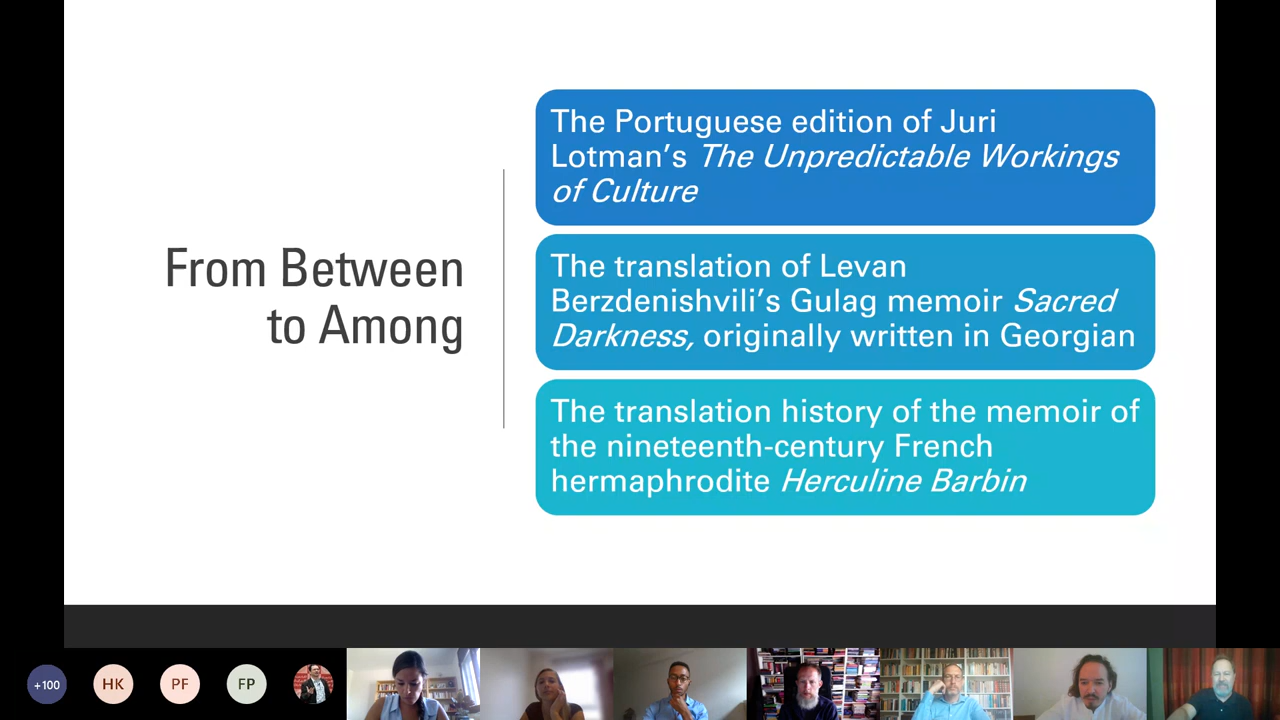 From Between
to Among
The Portuguese edition of Juri
Lotman's The Unpredictable Workings
of Culture
The translation of Levan
Berzdenishvili's Gulag memoir Sacred
Darkness, originally written in Georgian
The translation history of the memoir of
the nineteenth-century French
hermaphrodite Herculine Barbin
+100
HK
PF
FP